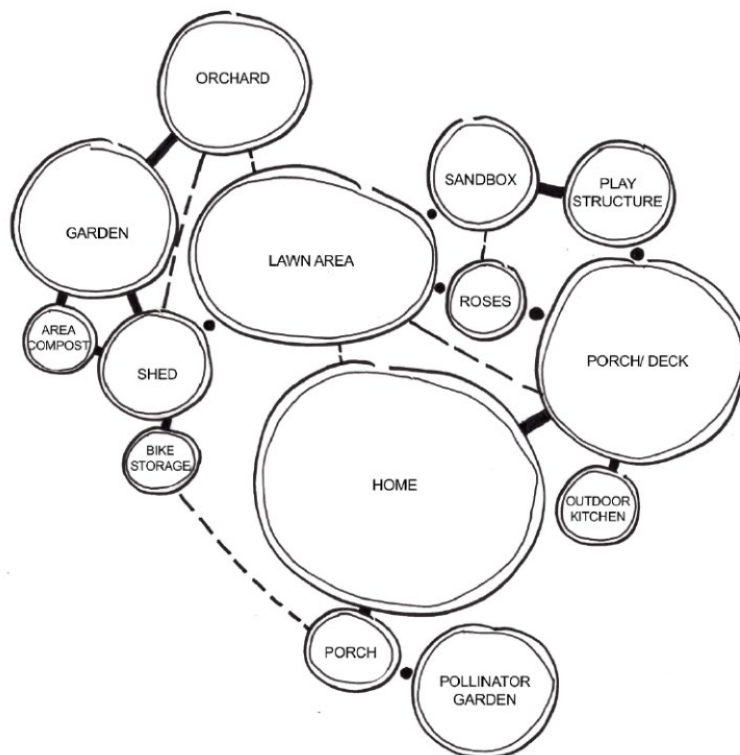 ORCHARD
SANDBOX
PLAY
STRUCTURE
GARDEN
LAWN AREA
ROSES
AREA
COMPOST
SHED
PORCH/ DECK
BIKE
STORAGE
HOME
OUTDOOR
KITCHEN
PORCH
POLLINATOR
GARDEN